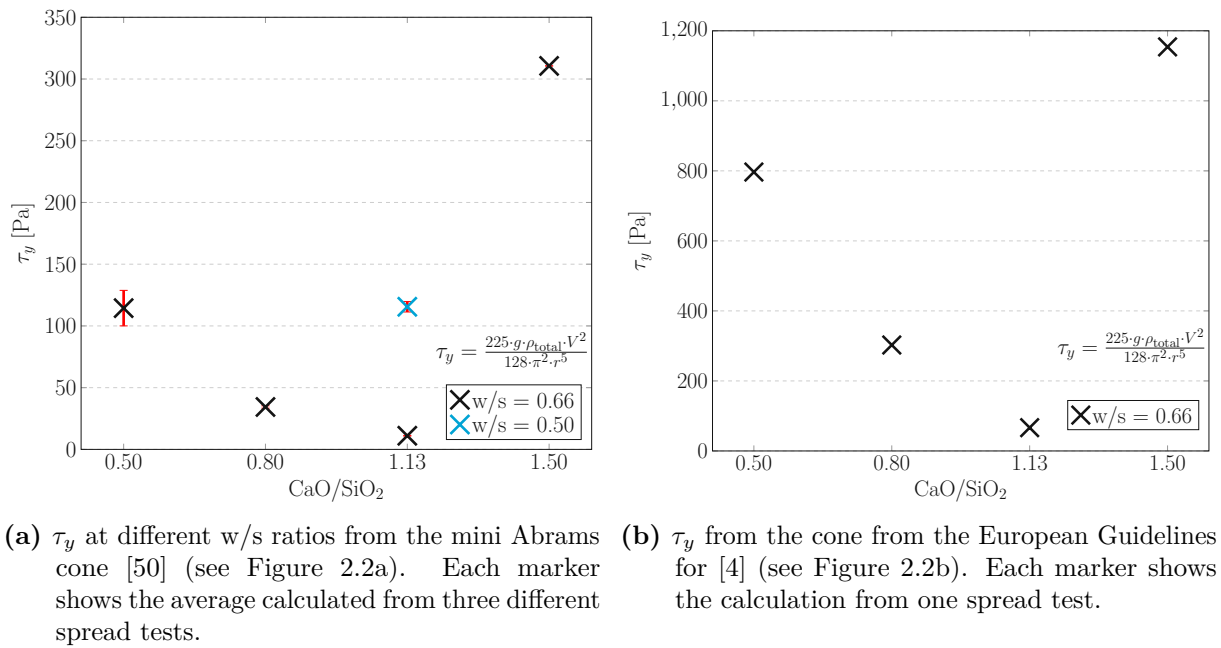 350
300
250
200
150
100
50
0
τy [Pa]
0.50
0.80
1.13
1.50
CaO/SiO2
τy = 225·g·ρtotal·V² / 128·π²·r⁵
w/s = 0.66
w/s = 0.50
(a) τy at different w/s ratios from the mini Abrams
cone [50] (see Figure 2.2a). Each marker
shows the average calculated from three different
spread tests.
1,200
1,000
800
600
400
200
0
τy [Pa]
0.50
0.80
1.13
1.50
CaO/SiO2
τy = 225·g·ρtotal·V² / 128·π²·r⁵
w/s = 0.66
(b) τy from the cone from the European Guidelines
for [4] (see Figure 2.2b). Each marker shows
the calculation from one spread test.